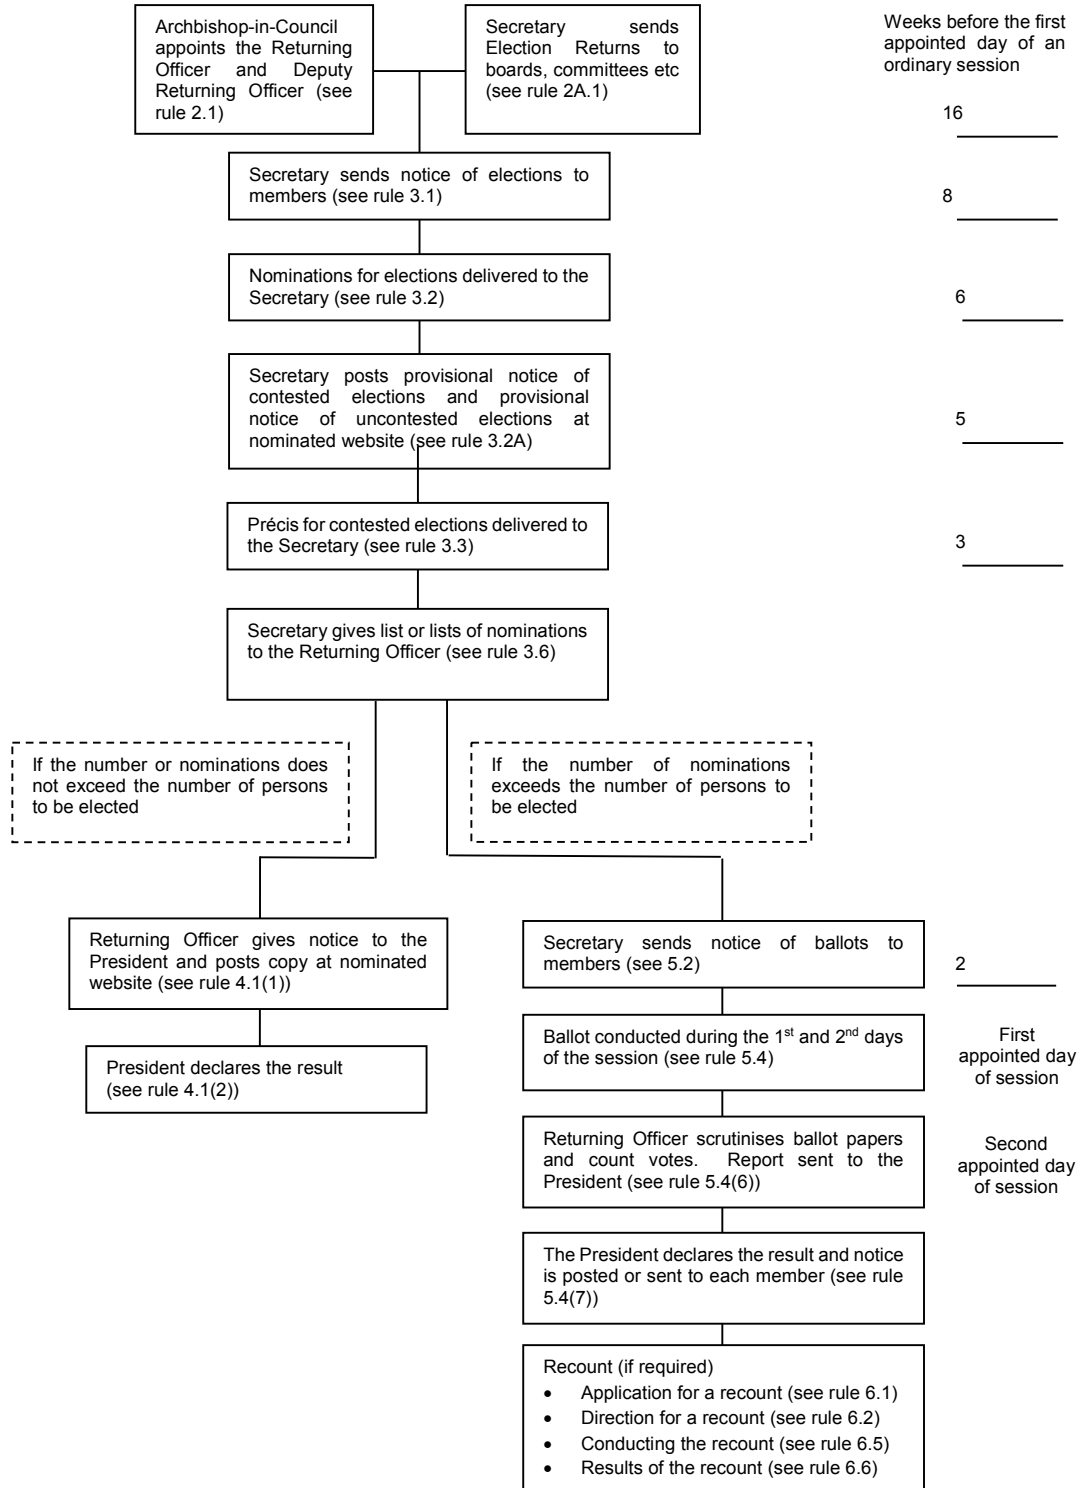 Archbishop-in-Council
appoints the Returning
Officer and Deputy
Returning Officer (see
rule 2.1)
Secretary sends
Election Returns to
boards, committees etc
(see rule 2A.1)
Weeks before the first
appointed day of an
ordinary session
16
Secretary sends notice of elections to
members (see rule 3.1)
8
Nominations for elections delivered to the
Secretary (see rule 3.2)
6
Secretary posts provisional notice of
contested elections and provisional
notice of uncontested elections at
nominated website (see rule 3.2A)
5
Précis for contested elections delivered to
the Secretary (see rule 3.3)
3
Secretary gives list or lists of nominations
to the Returning Officer (see rule 3.6)
If the number or nominations does
not exceed the number of persons
to be elected
If the number of nominations
exceeds the number of persons to
be elected
Returning Officer gives notice to the
President and posts copy at nominated
website (see rule 4.1(1))
President declares the result
(see rule 4.1(2))
Secretary sends notice of ballots to
members (see 5.2)
2
Ballot conducted during the 1st and 2nd days
of the session (see rule 5.4)
First
appointed day
of session
Returning Officer scrutinises ballot papers
and count votes. Report sent to the
President (see rule 5.4(6))
Second
appointed day
of session
The President declares the result and notice
is posted or sent to each member (see rule
5.4(7))
Recount (if required)
• Application for a recount (see rule 6.1)
• Direction for a recount (see rule 6.2)
• Conducting the recount (see rule 6.5)
• Results of the recount (see rule 6.6)